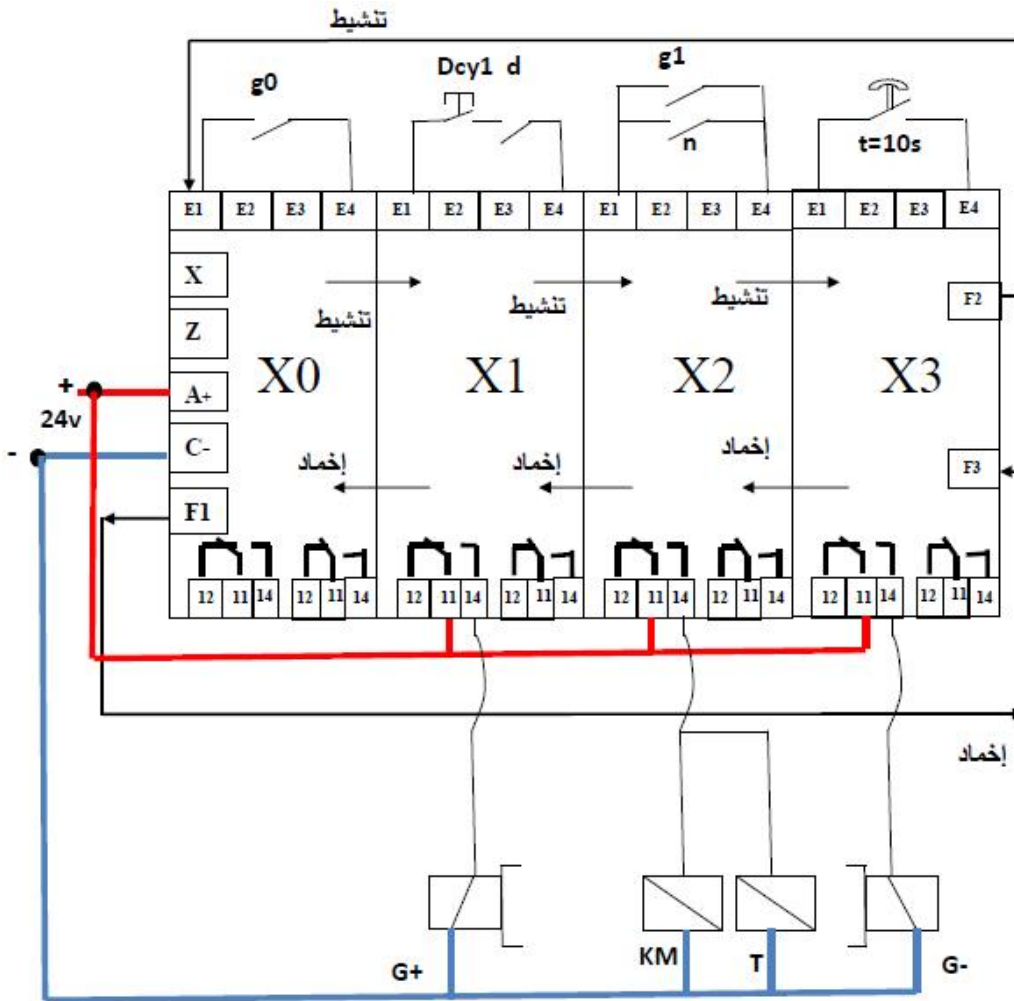 تنشيط
g0
Dcy1 d
g1
n
t=10s
E1 E2 E3 E4 E1 E2 E3 E4 E1 E2 E3 E4 E1 E2 E3 E4
X
Z
A+
C-
F1
تنشيط
تنشيط
تنشيط
F2
X0 X1 X2 X3
+
24v
-
إخماد
إخماد
إخماد
F3
12 11 14 12 11 14 12 11 14 12 11 14 12 11 14 12 11 14 12 11 14 12 11 14
إخماد
G+
KM
T
G-